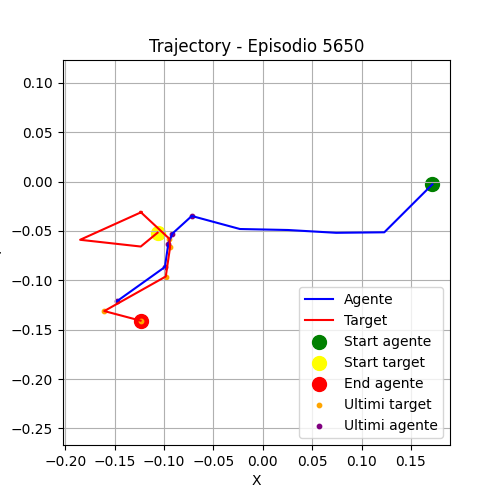 Trajectory - Episodio 5650
0.10
0.05
0.00
−0.05
−0.10
−0.15
−0.20
−0.25
−0.20
−0.15
−0.10
−0.05
0.00
0.05
0.10
0.15
X
Agente
Target
Start agente
Start target
End agente
Ultimi target
Ultimi agente